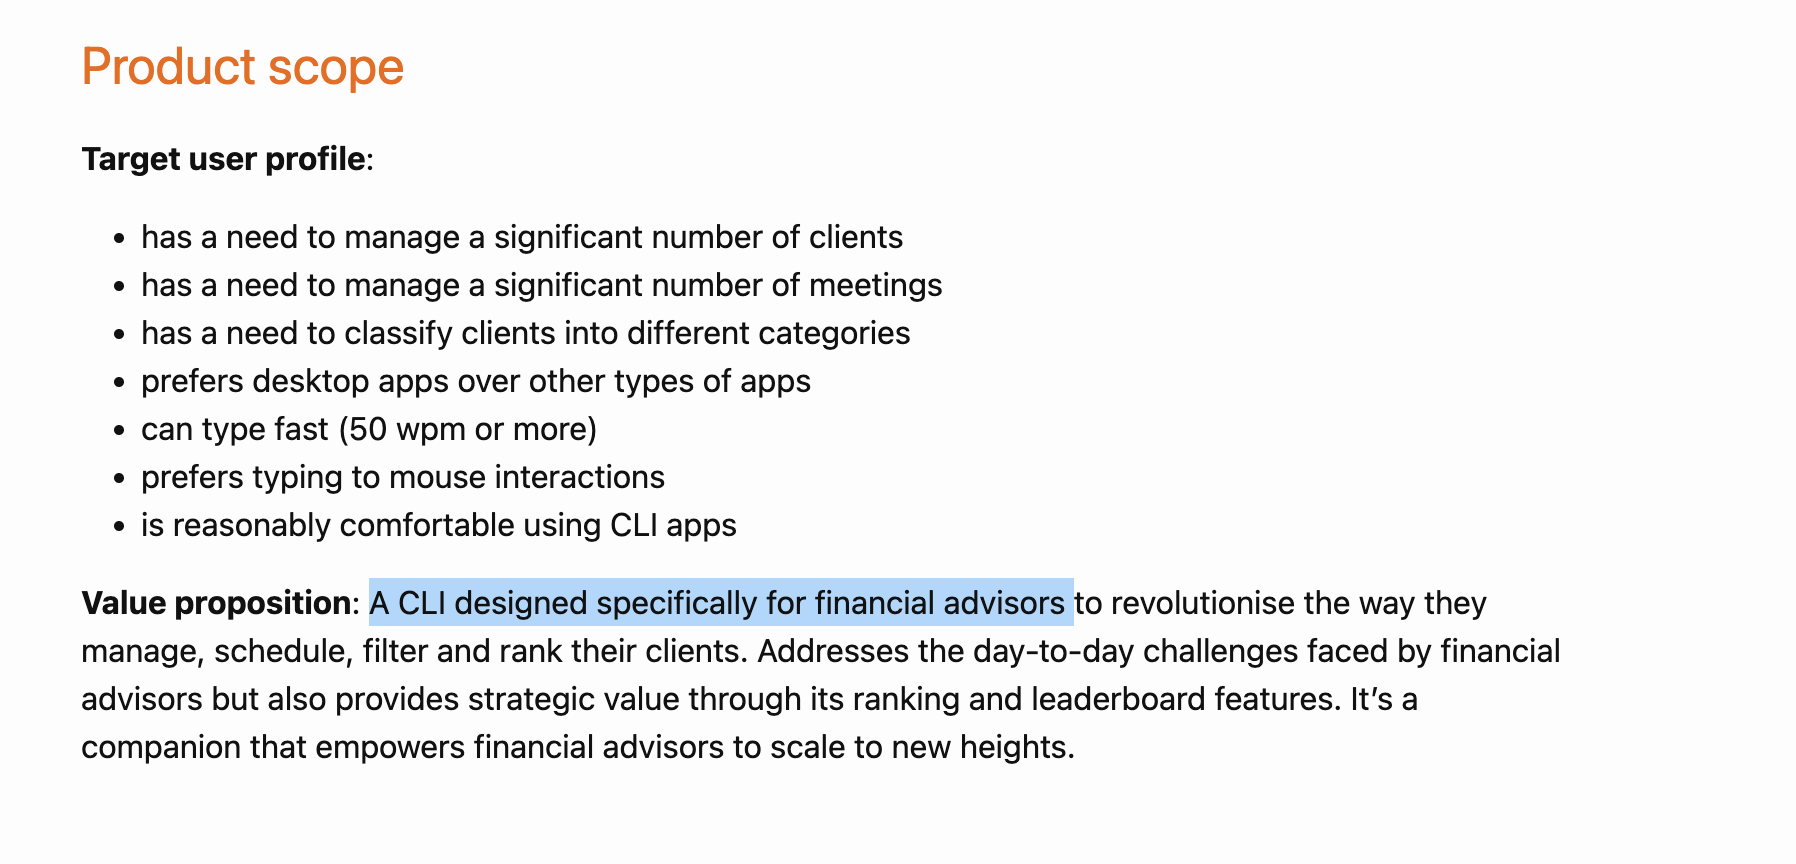 Product scope
Target user profile:
• has a need to manage a significant number of clients
• has a need to manage a significant number of meetings
• has a need to classify clients into different categories
• prefers desktop apps over other types of apps
• can type fast (50 wpm or more)
• prefers typing to mouse interactions
• is reasonably comfortable using CLI apps
Value proposition: A CLI designed specifically for financial advisors to revolutionise the way they
manage, schedule, filter and rank their clients. Addresses the day-to-day challenges faced by financial
advisors but also provides strategic value through its ranking and leaderboard features. It’s a
companion that empowers financial advisors to scale to new heights.